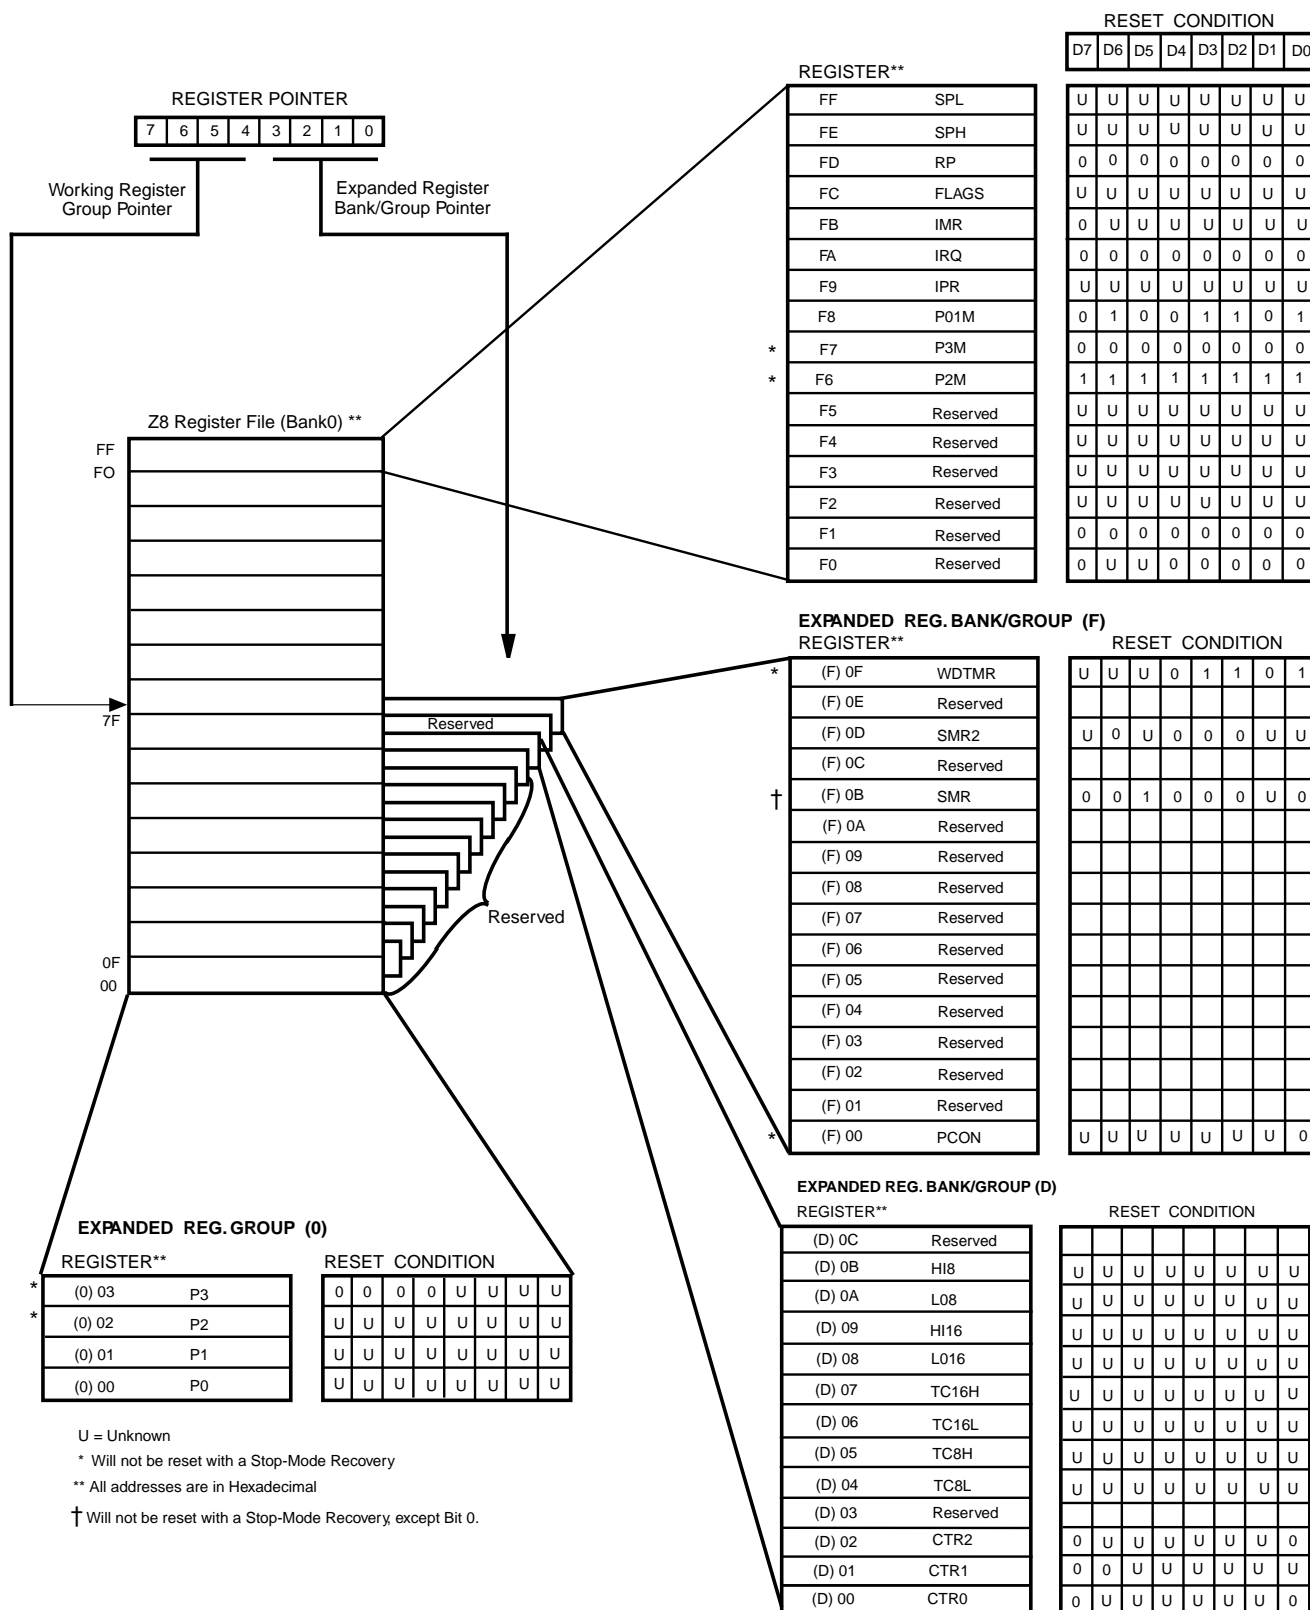 RESET CONDITION
D7 D6 D5 D4 D3 D2 D1 D0
REGISTER POINTER
7 6 5 4 3 2 1 0
Working Register
Group Pointer
Expanded Register
Bank/Group Pointer
REGISTER**
FF SPL U U U U U U U U
FE SPH U U U U U U U U
FD RP 0 0 0 0 0 0 0 0
FC FLAGS U U U U U U U U
FB IMR 0 U U U U U U U
FA IRQ 0 0 0 0 0 0 0 0
F9 IPR U U U U U U U U
F8 P01M 0 1 0 0 1 1 0 1
* F7 P3M 0 0 0 0 0 0 0 0
* F6 P2M 1 1 1 1 1 1 1 1
F5 Reserved U U U U U U U U
F4 Reserved U U U U U U U U
F3 Reserved U U U U U U U U
F2 Reserved U U U U U U U U
F1 Reserved 0 0 0 0 0 0 0 0
F0 Reserved 0 U U 0 0 0 0 0
Z8 Register File (Bank0) **
FF
FO
7F
0F
00
Reserved
Reserved
EXPANDED REG. BANK/GROUP (F)
REGISTER** RESET CONDITION
* (F) 0F WDTMR U U U 0 1 1 0 1
(F) 0E Reserved
(F) 0D SMR2 U 0 U 0 0 0 U U
(F) 0C Reserved
† (F) 0B SMR 0 0 1 0 0 0 U 0
(F) 0A Reserved
(F) 09 Reserved
(F) 08 Reserved
(F) 07 Reserved
(F) 06 Reserved
(F) 05 Reserved
(F) 04 Reserved
(F) 03 Reserved
(F) 02 Reserved
(F) 01 Reserved
* (F) 00 PCON U U U U U U U 0
EXPANDED REG. BANK/GROUP (D)
REGISTER** RESET CONDITION
(D) 0C Reserved
(D) 0B HI8 U U U U U U U U
(D) 0A L08 U U U U U U U U
(D) 09 HI16 U U U U U U U U
(D) 08 L016 U U U U U U U U
(D) 07 TC16H U U U U U U U U
(D) 06 TC16L U U U U U U U U
(D) 05 TC8H U U U U U U U U
(D) 04 TC8L U U U U U U U U
(D) 03 Reserved
(D) 02 CTR2 0 U U U U U U 0
(D) 01 CTR1 0 0 U U U U U U
(D) 00 CTR0 0 U U U U U U 0
EXPANDED REG. GROUP (0)
REGISTER** RESET CONDITION
* (0) 03 P3 0 0 0 0 U U U U
* (0) 02 P2 U U U U U U U U
(0) 01 P1 U U U U U U U U
(0) 00 P0 U U U U U U U U
U = Unknown
* Will not be reset with a Stop-Mode Recovery
** All addresses are in Hexadecimal
† Will not be reset with a Stop-Mode Recovery, except Bit 0.